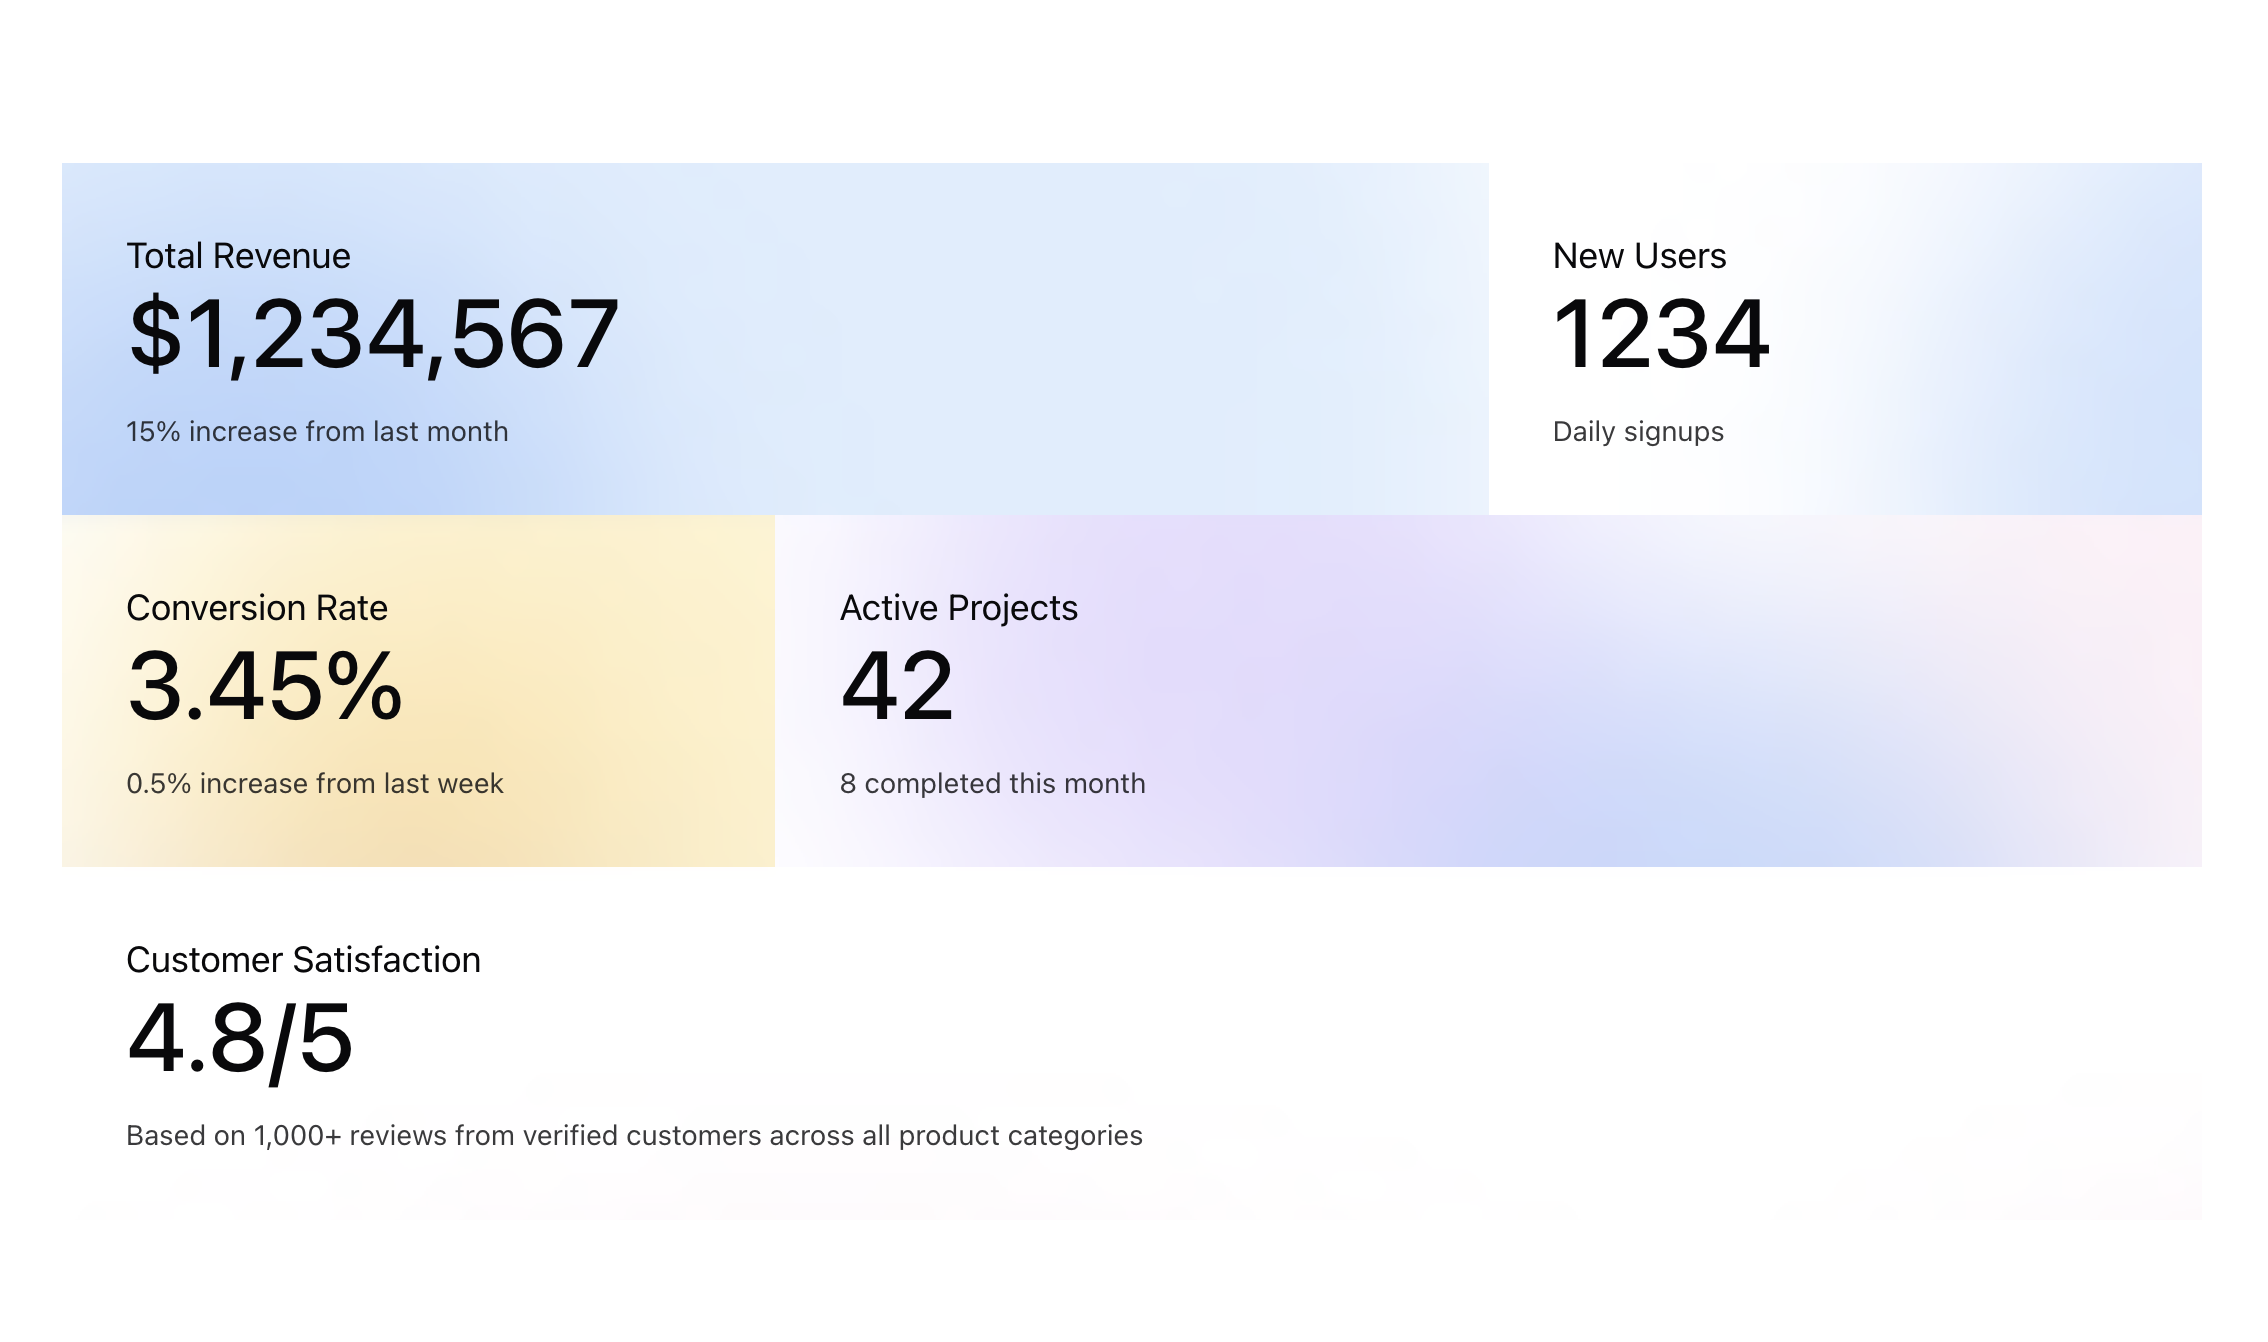 Total Revenue
$1,234,567
15% increase from last month
New Users
1234
Daily signups
Conversion Rate
3.45%
0.5% increase from last week
Active Projects
42
8 completed this month
Customer Satisfaction
4.8/5
Based on 1,000+ reviews from verified customers across all product categories